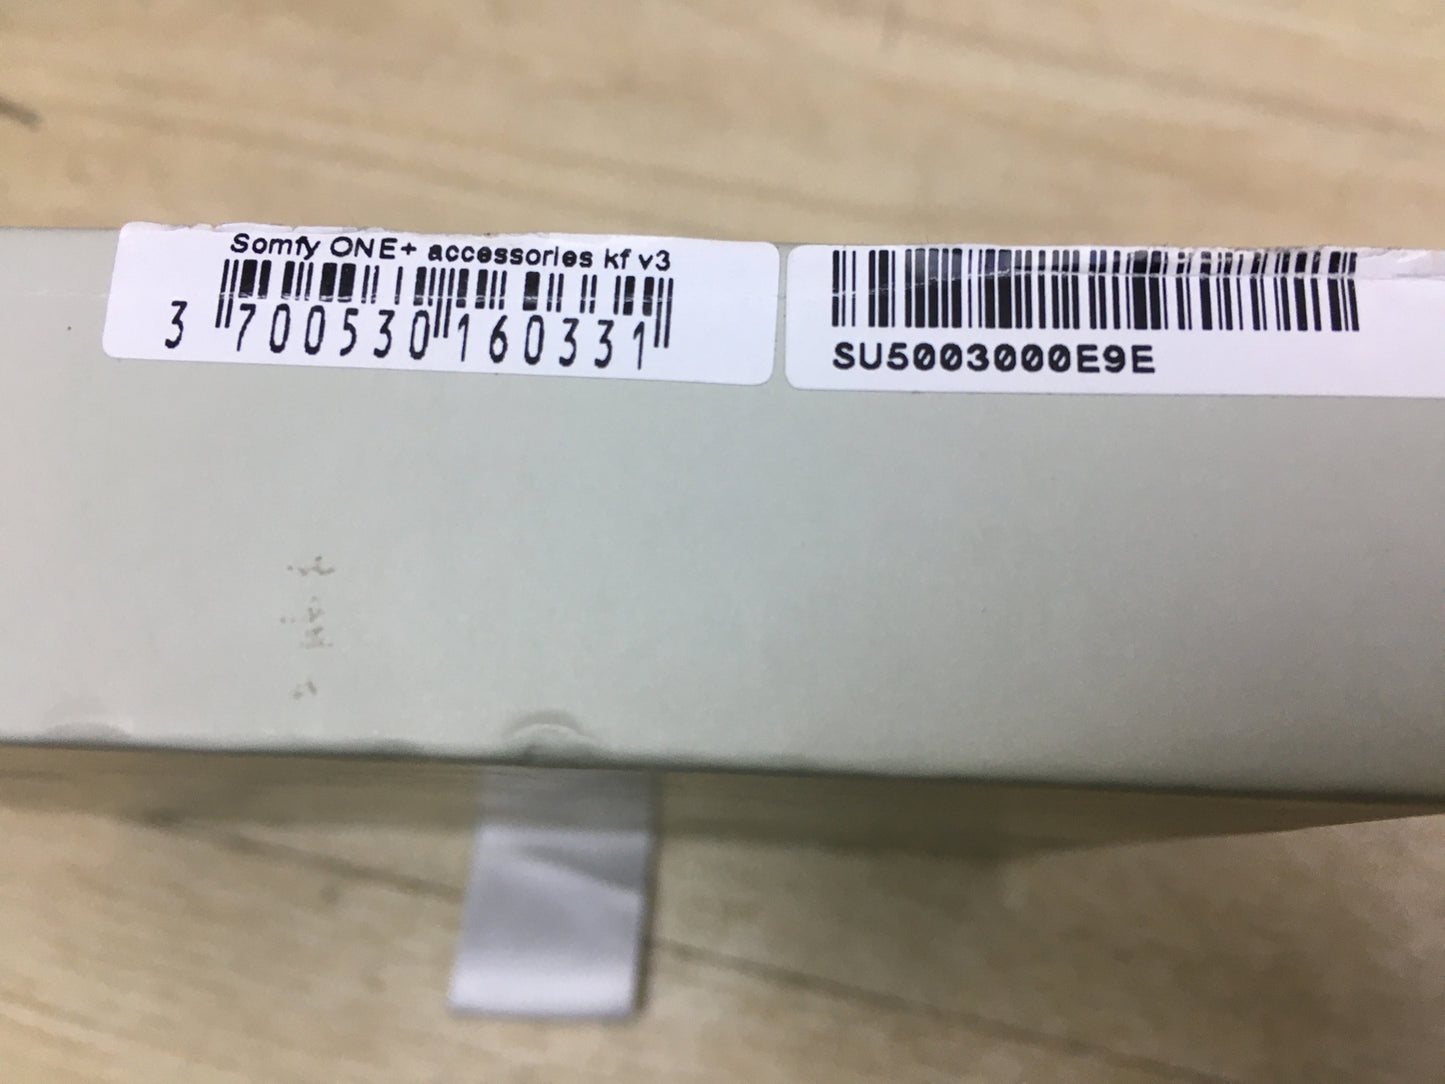 Somfy ONE+ accessories kf v3
3 700530 160331
SU5003000E9E